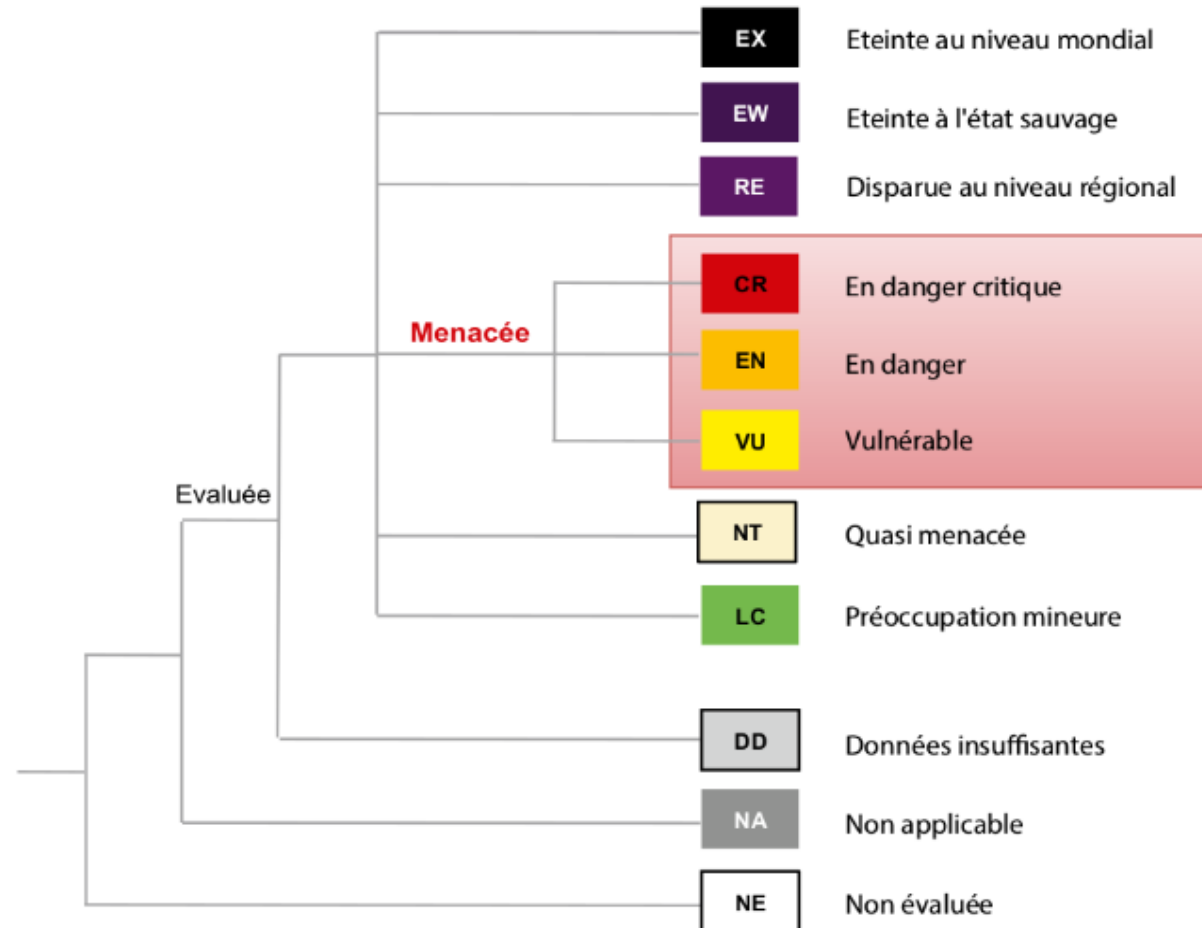 EX Eteinte au niveau mondial
EW Eteinte à l'état sauvage
RE Disparue au niveau régional
CR En danger critique
Menacée
EN En danger
VU Vulnérable
Evaluée
NT Quasi menacée
LC Préoccupation mineure
DD Données insuffisantes
NA Non applicable
NE Non évaluée